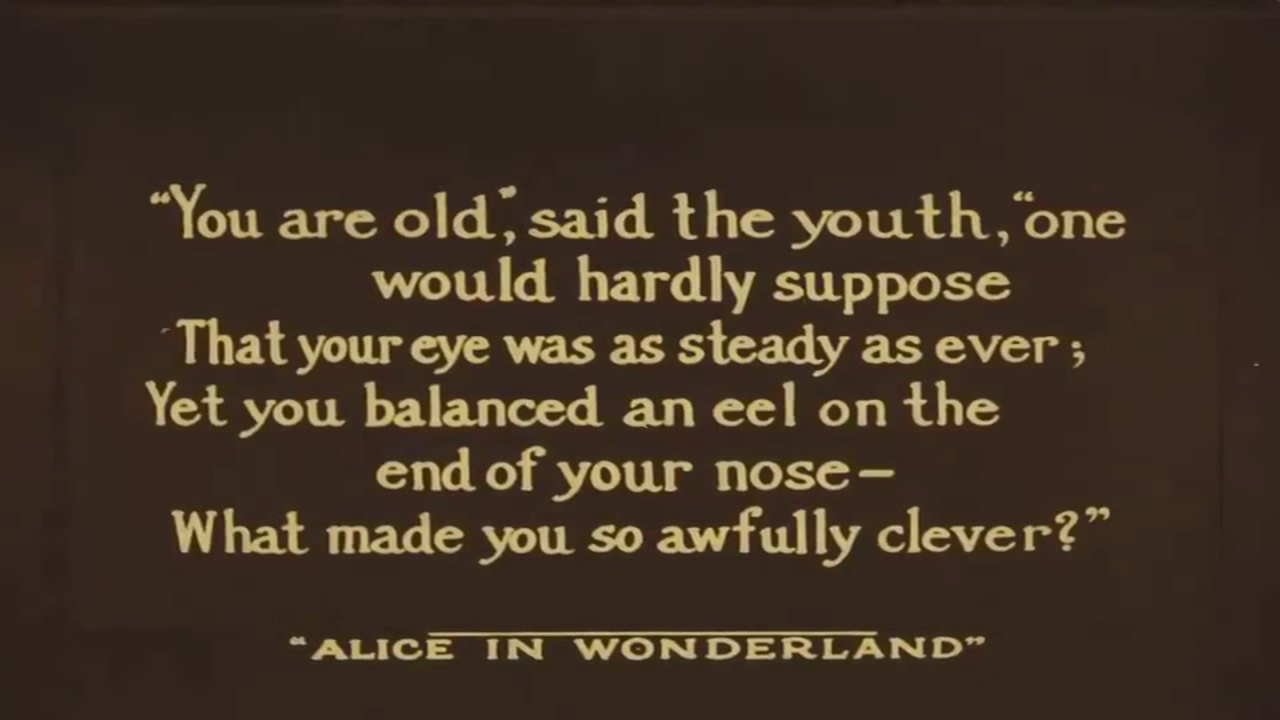 “You are old,” said the youth, “one
would hardly suppose
That your eye was as steady as ever;
Yet you balanced an eel on the
end of your nose—
What made you so awfully clever?”
“ALICE IN WONDERLAND”